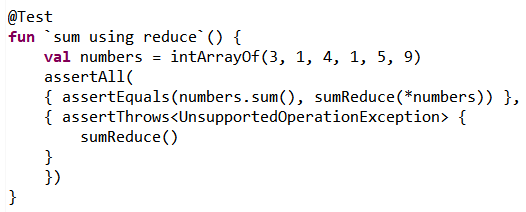 @Test
fun `sum using reduce`() {
    val numbers = intArrayOf(3, 1, 4, 1, 5, 9)
    assertAll(
    { assertEquals(numbers.sum(), sumReduce(*numbers)) },
    { assertThrows<UnsupportedOperationException> {
        sumReduce()
    }
    })
}